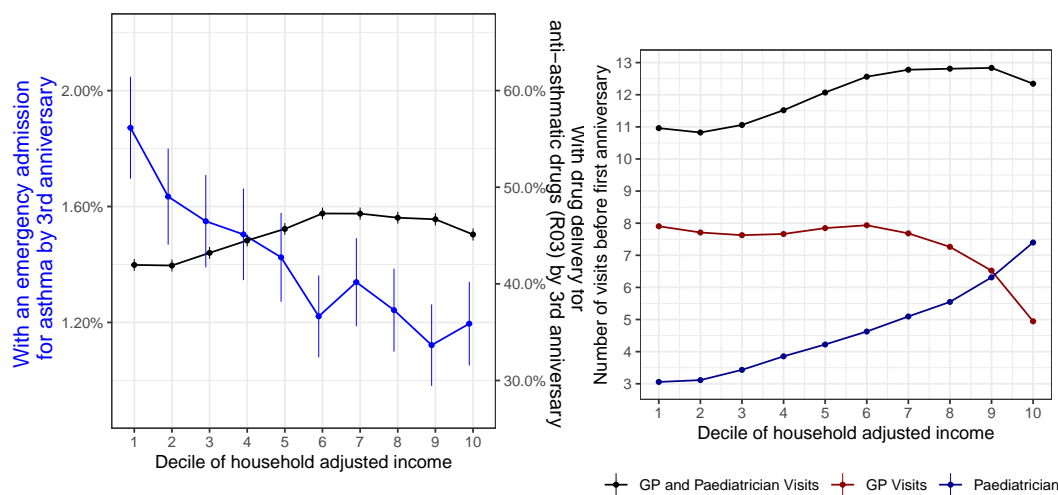 With an emergency admission
for asthma by 3rd anniversary
2.00%
1.60%
1.20%
60.0%
50.0%
40.0%
30.0%
With drug delivery for
anti−asthmatic drugs (R03) by 3rd anniversary
1 2 3 4 5 6 7 8 9 10
Decile of household adjusted income
Number of visits before first anniversary
13
12
11
10
9
8
7
6
5
4
3
1 2 3 4 5 6 7 8 9 10
Decile of household adjusted income
GP and Paediatrician Visits GP Visits Paediatrician